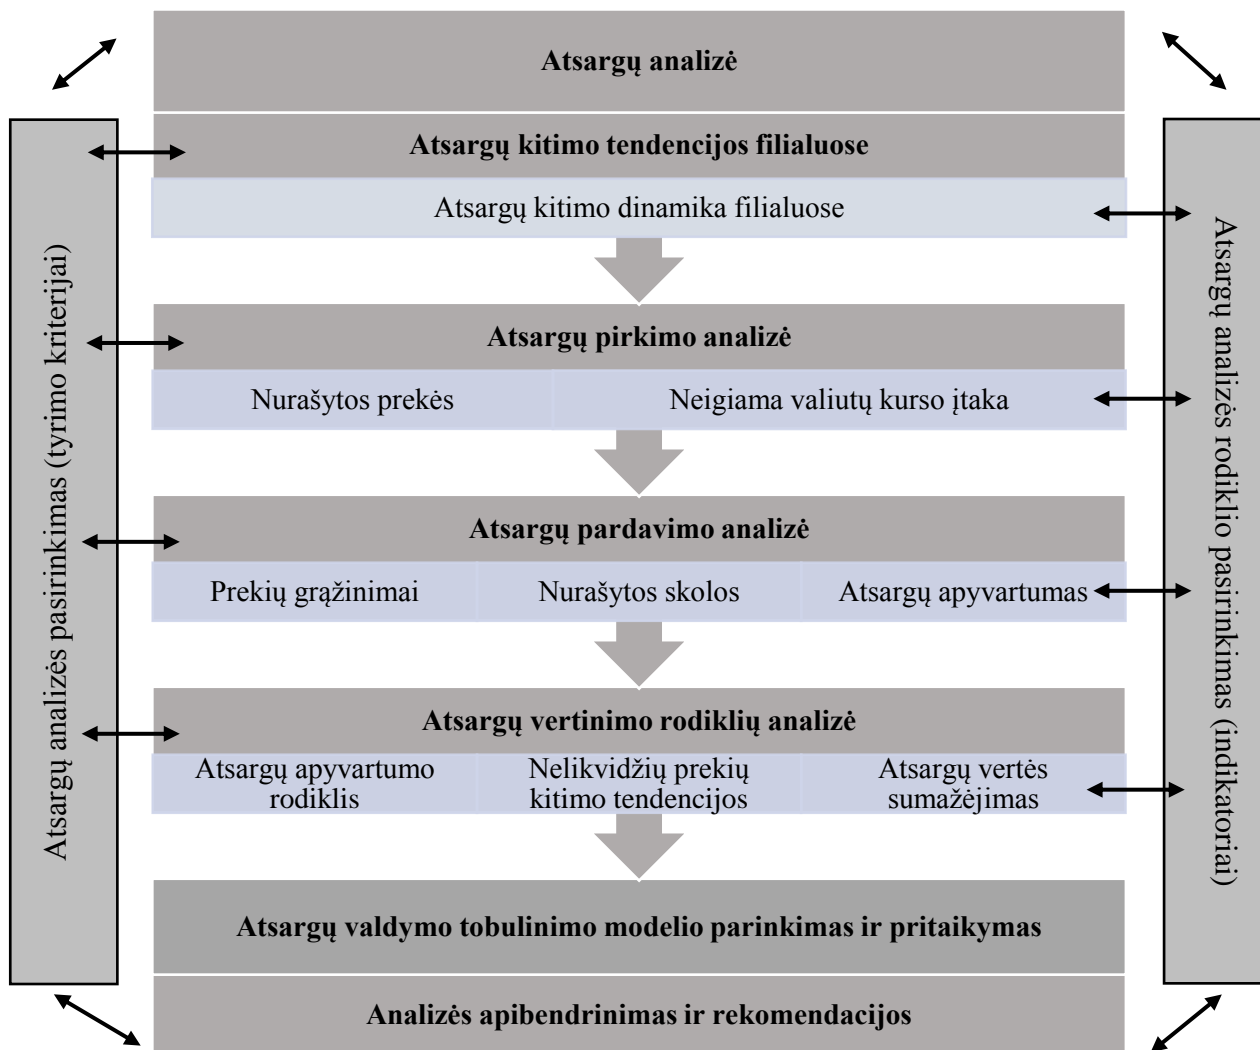 Atsargų analizė
Atsargų kitimo tendencijos filialuose
Atsargų kitimo dinamika filialuose
Atsargų pirkimo analizė
Nurašytos prekės
Neigiama valiutų kurso įtaka
Atsargų pardavimo analizė
Prekių grąžinimai
Nurašytos skolos
Atsargų apyvartumas
Atsargų vertinimo rodiklių analizė
Atsargų apyvartumo
rodiklis
Nelikvidžių prekių
kitimo tendencijos
Atsargų vertės
sumažėjimas
Atsargų valdymo tobulinimo modelio parinkimas ir pritaikymas
Analizės apibendrinimas ir rekomendacijos
Atsargų analizės pasirinkimas (tyrimo kriterijai)
Atsargų analizės rodiklio pasirinkimas (indikatoriai)